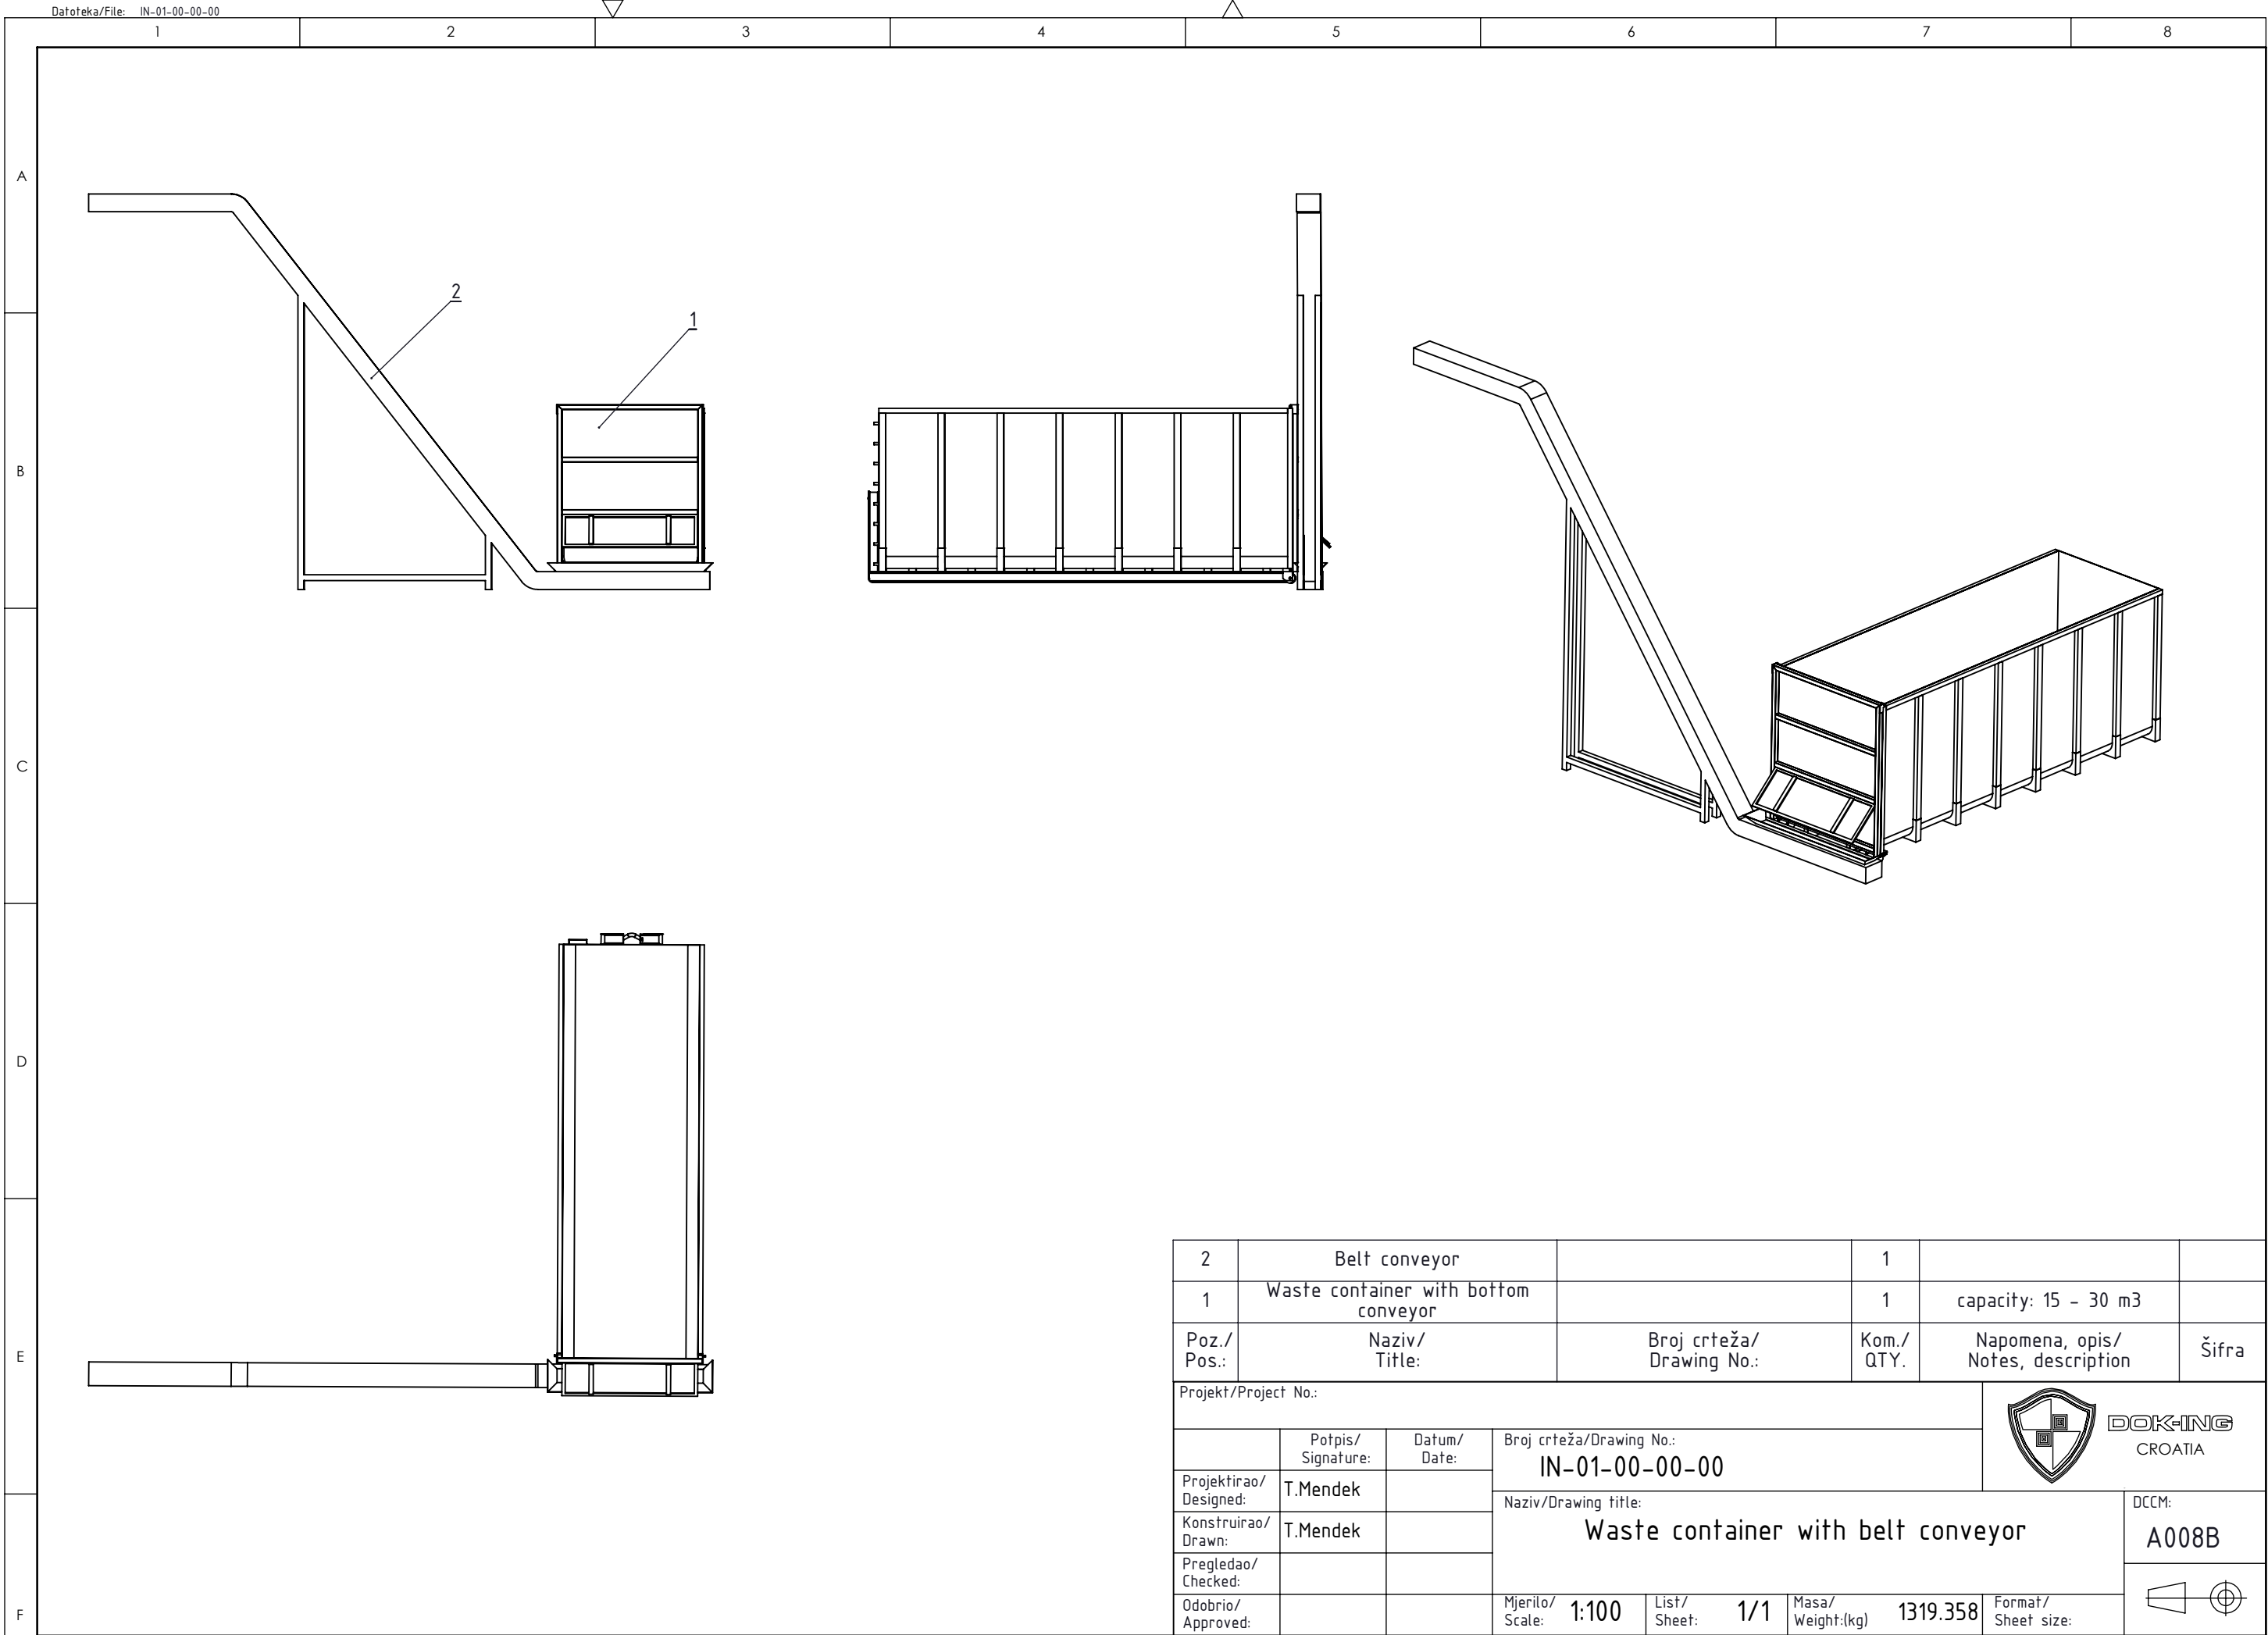 Datoteka/File: IN-01-00-00-00
1 2 3 4 5 6 7 8
A
B
C
D
E
F
2
1
2 Belt conveyor 1
1 Waste container with bottom
conveyor 1 capacity: 15 - 30 m3
Poz./
Pos.:
Naziv/
Title:
Broj crteža/
Drawing No.:
Kom./
QTY.
Napomena, opis/
Notes, description
Šifra
Projekt/Project No.:
DOK-ING
CROATIA
Potpis/
Signature:
Datum/
Date:
Broj crteža/Drawing No.:
IN-01-00-00-00
Projektirao/
Designed:
T.Mendek
Konstruirao/
Drawn:
T.Mendek
Pregledao/
Checked:
Odobrio/
Approved:
Naziv/Drawing title:
Waste container with belt conveyor
DCCM:
A008B
Mjerilo/
Scale:
1:100
List/
Sheet:
1/1
Masa/
Weight:(kg)
1319.358
Format/
Sheet size: